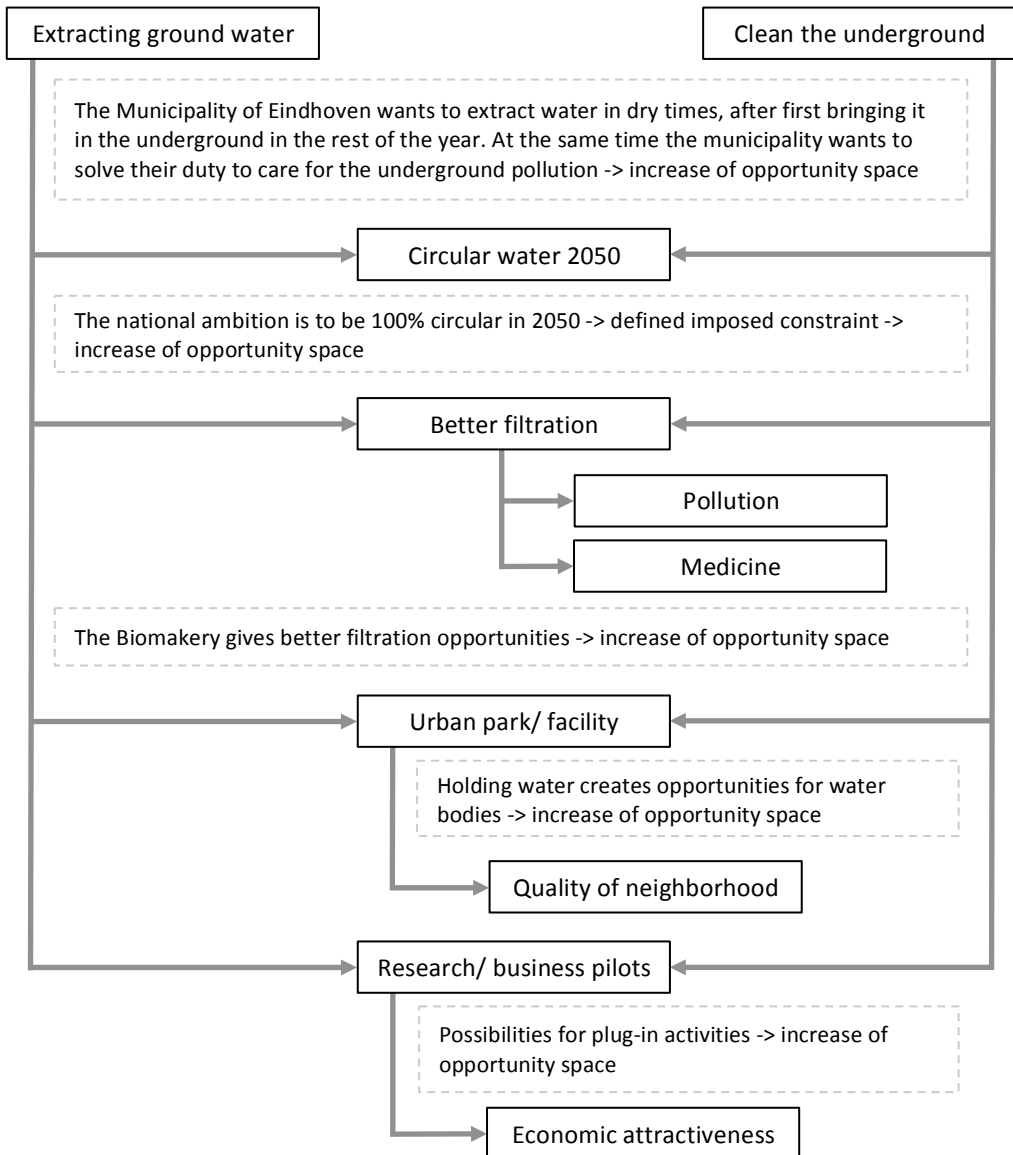 Extracting ground water
Clean the underground
The Municipality of Eindhoven wants to extract water in dry times, after first bringing it
in the underground in the rest of the year. At the same time the municipality wants to
solve their duty to care for the underground pollution -> increase of opportunity space
Circular water 2050
The national ambition is to be 100% circular in 2050 -> defined imposed constraint ->
increase of opportunity space
Better filtration
Pollution
Medicine
The Biomakery gives better filtration opportunities -> increase of opportunity space
Urban park/ facility
Holding water creates opportunities for water
bodies -> increase of opportunity space
Quality of neighborhood
Research/ business pilots
Possibilities for plug-in activities -> increase of
opportunity space
Economic attractiveness